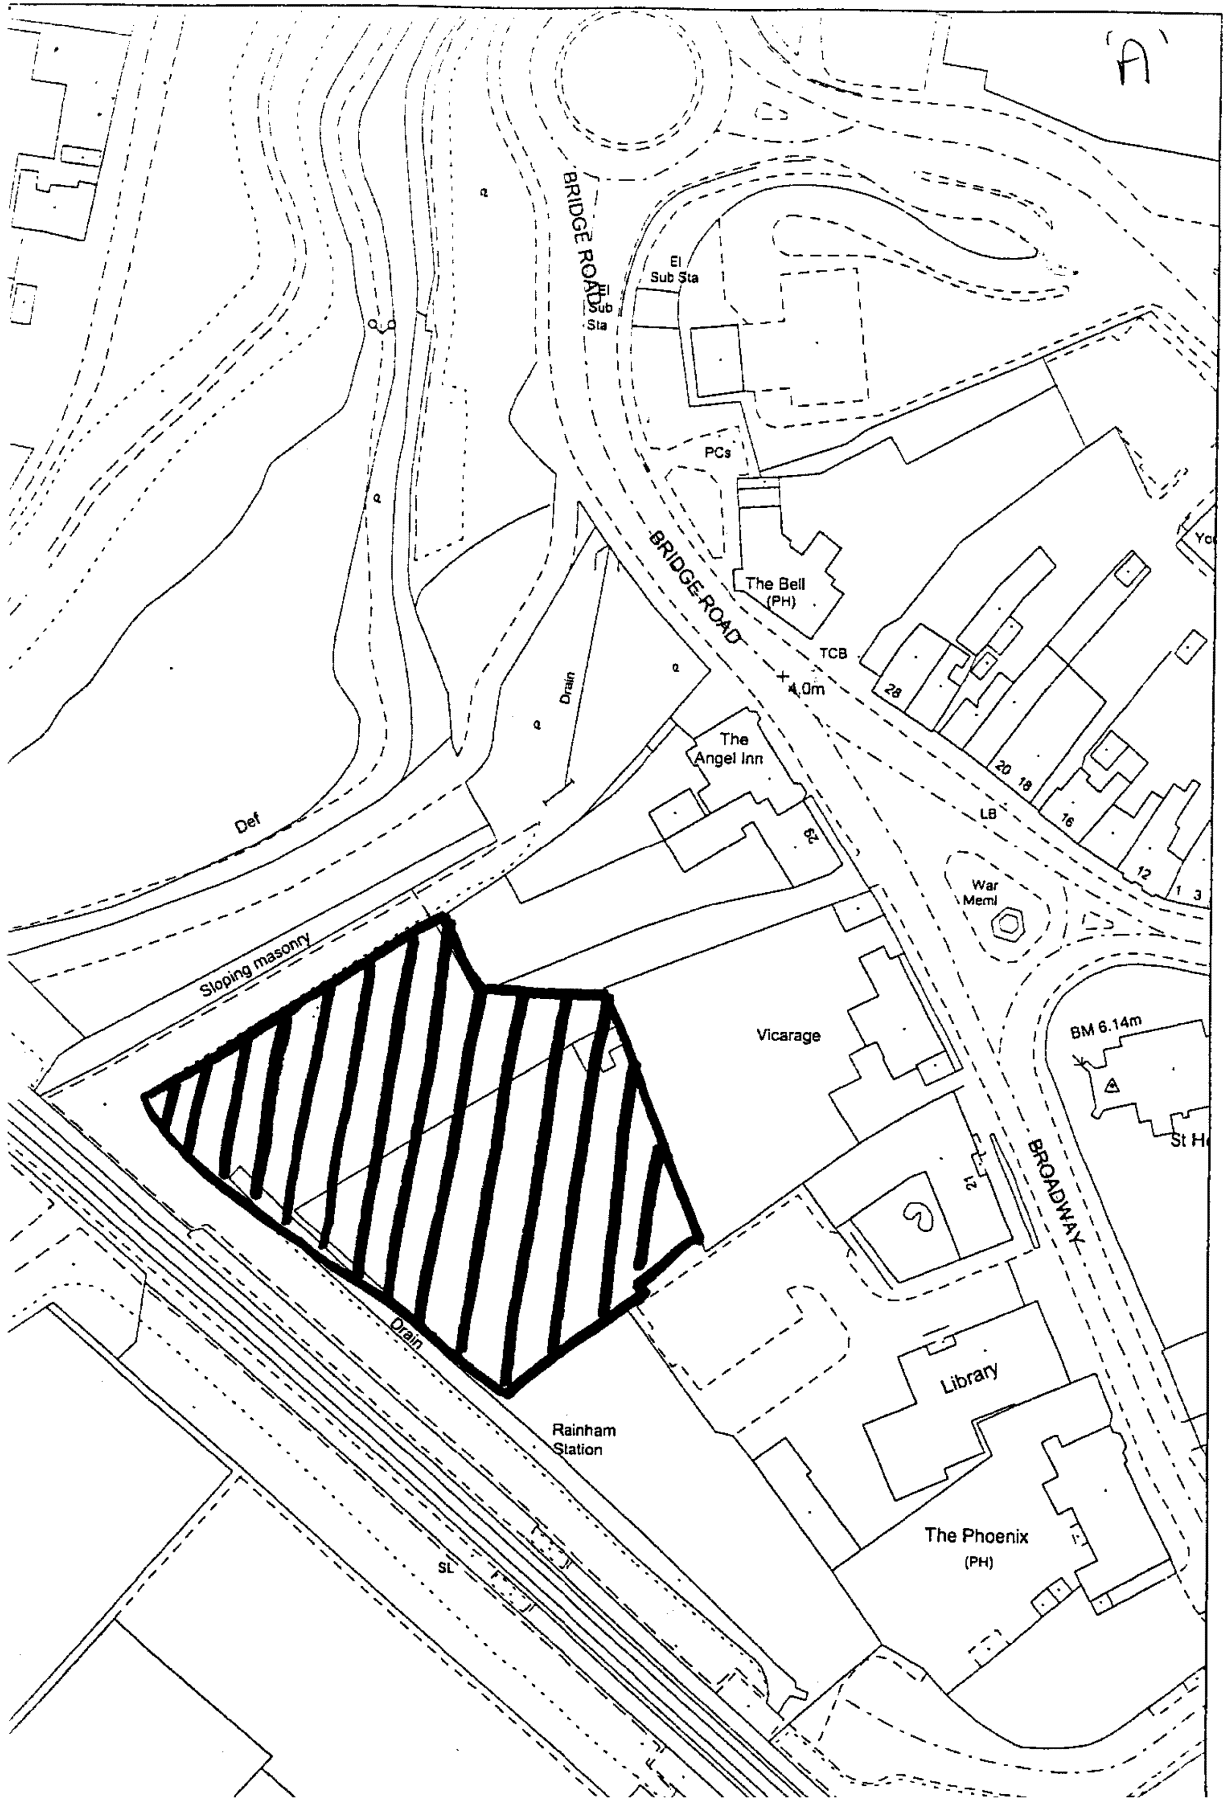 'A'
BRIDGE ROAD
El
Sub Sta
El
Sub
Sta
PCs
BRIDGE ROAD
The Bell
(PH)
TCB
4.0m
28
Drain
The
Angel Inn
20
18
16
12
1
3
LB
29
Def
War
Meml
Sloping masonry
Vicarage
BM 6.14m
21
BROADWAY
Drain
Library
Rainham
Station
The Phoenix
(PH)
SL